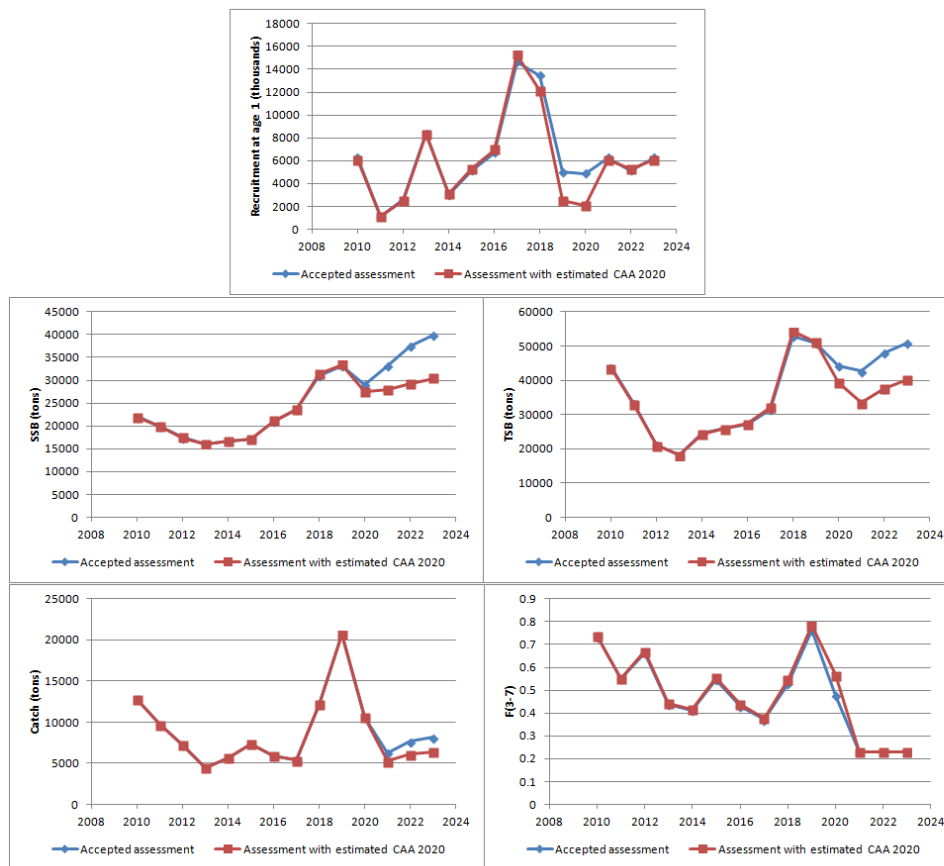 Recruitment at age 1 (thousands)
18000
16000
14000
12000
10000
8000
6000
4000
2000
0
2008 2010 2012 2014 2016 2018 2020 2022 2024
Accepted assessment Assessment with estimated CAA 2020
SSB (tons)
45000
40000
35000
30000
25000
20000
15000
10000
5000
0
2008 2010 2012 2014 2016 2018 2020 2022 2024
Accepted assessment Assessment with estimated CAA 2020
TSB (tons)
60000
50000
40000
30000
20000
10000
0
2008 2010 2012 2014 2016 2018 2020 2022 2024
Accepted assessment Assessment with estimated CAA 2020
Catch (tons)
25000
20000
15000
10000
5000
0
2008 2010 2012 2014 2016 2018 2020 2022 2024
Accepted assessment Assessment with estimated CAA 2020
F(3-7)
0.9
0.8
0.7
0.6
0.5
0.4
0.3
0.2
0.1
0
2008 2010 2012 2014 2016 2018 2020 2022 2024
Accepted assessment Assessment with estimated CAA 2020